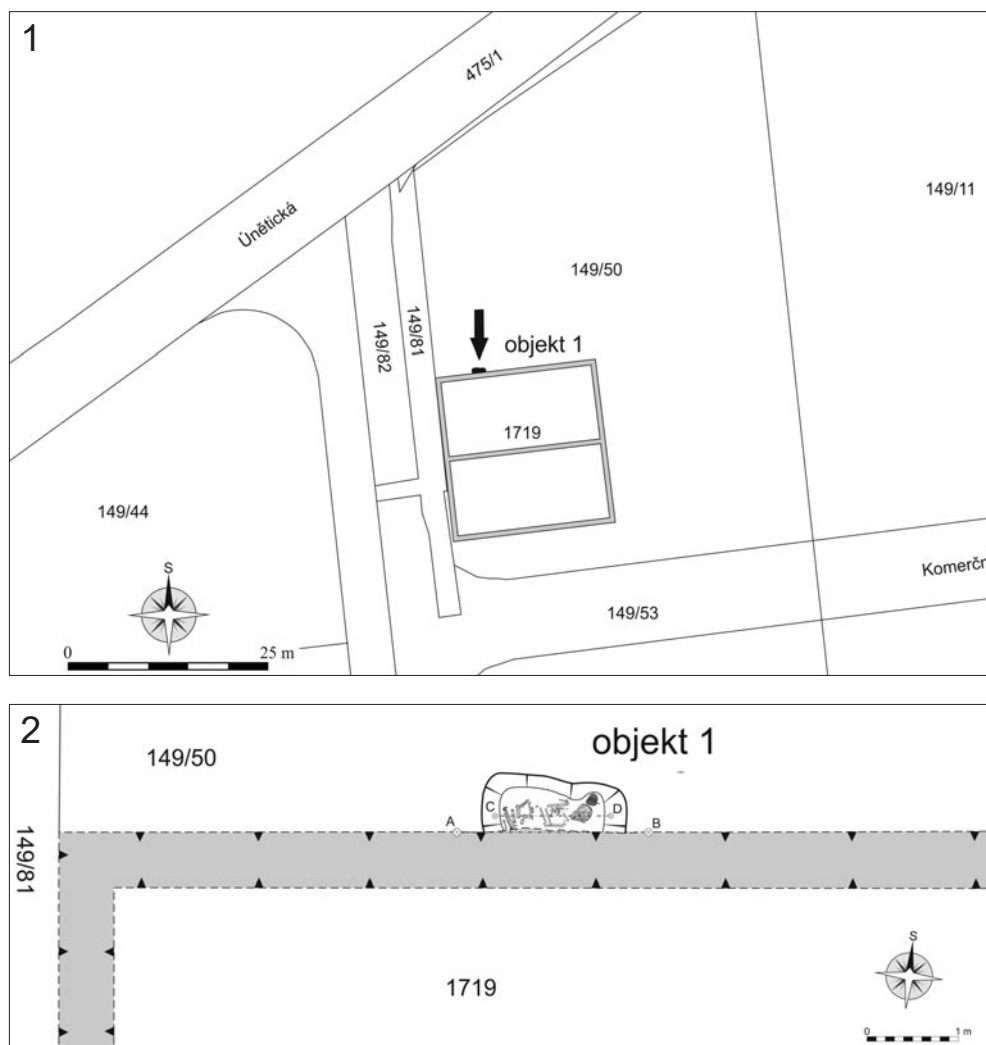 1
475/1
Únětická
149/11
149/50
149/81
149/82
objekt 1
1719
149/44
S
0 25 m
149/53
Komerčn
2
149/50
objekt 1
C D
A B
149/81
S
1719
0 1 m